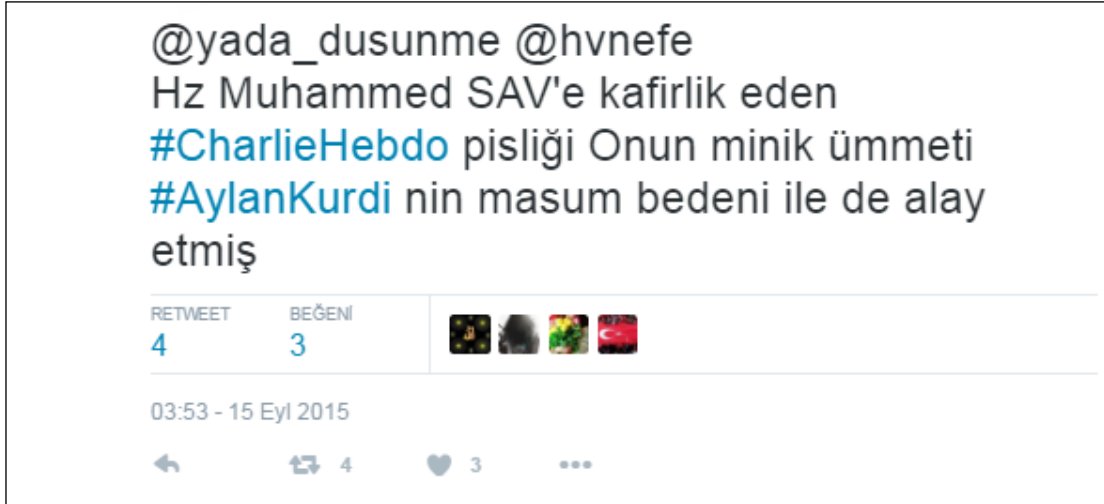 @yada_dusunme @hvnefe
Hz Muhammed SAV'e kafirlik eden
#CharlieHebdo pisliği Onun minik ümmeti
#AylanKurdi nin masum bedeni ile de alay
etmiş
RETWEET BEĞENİ
4 3
03:53 - 15 Eyl 2015
4 3